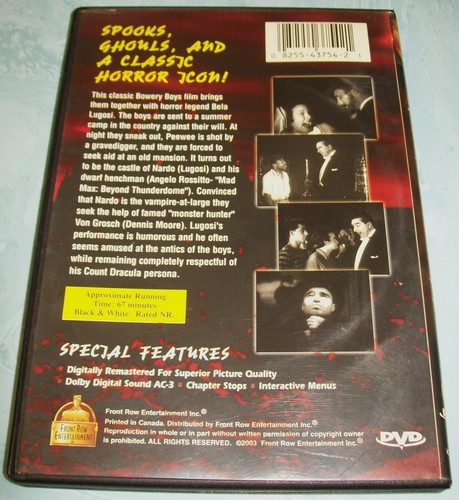 SPOOKS,
GHOULS, AND
A CLASSIC
HORROR ICON!
0 8255-43754-2 6
This classic Bowery Boys film brings
them together with horror legend Bela
Lugosi. The boys are sent to a summer
camp in the country against their will. At
night they sneak out, Peewee is shot by
a gravedigger, and they are forced to
seek aid at an old mansion. It turns out
to be the castle of Nardo (Lugosi) and his
dwarf henchman (Angelo Rossitto- "Mad
Max: Beyond Thunderdome"). Convinced
that Nardo is the vampire-at-large they
seek the help of famed "monster hunter"
Von Grosch (Dennis Moore). Lugosi's
performance is humorous and he often
seems amused at the antics of the boys,
while remaining completely respectful of
his Count Dracula persona.
Approximate Running
Time: 67 minutes
Black & White. Rated NR.
SPECIAL FEATURES
Digitally Remastered For Superior Picture Quality
Dolby Digital Sound AC-3 Chapter Stops Interactive Menus
FRONT ROW
ENTERTAINMENT
Front Row Entertainment Inc.®
Printed in Canada. Distributed by Front Row Entertainment Inc.®
Reproduction in whole or in part without written permission of copyright owner
is prohibited. ALL RIGHTS RESERVED. ©2003 Front Row Entertainment Inc.®
DVD